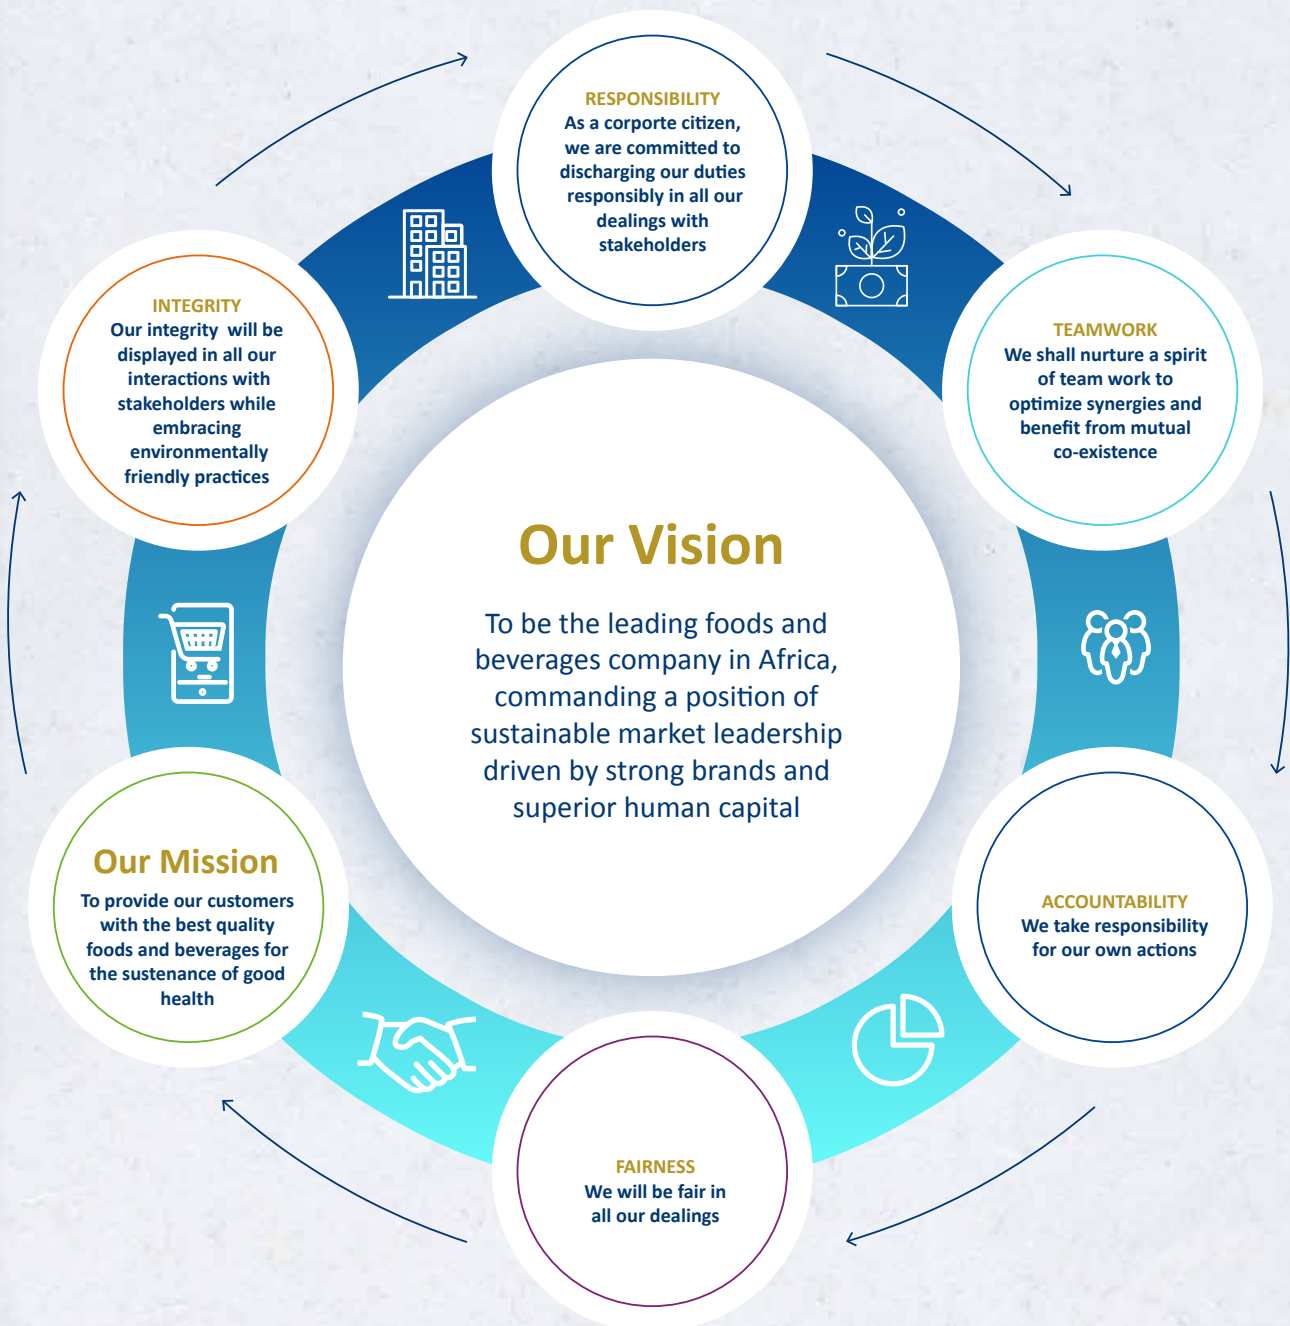 RESPONSIBILITY
As a corporte citizen,
we are committed to
discharging our duties
responsibly in all our
dealings with
stakeholders
INTEGRITY
Our integrity will be
displayed in all our
interactions with
stakeholders while
embracing
environmentally
friendly practices
TEAMWORK
We shall nurture a spirit
of team work to
optimize synergies and
benefit from mutual
co-existence
Our Vision
To be the leading foods and
beverages company in Africa,
commanding a position of
sustainable market leadership
driven by strong brands and
superior human capital
Our Mission
To provide our customers
with the best quality
foods and beverages for
the sustenance of good
health
ACCOUNTABILITY
We take responsibility
for our own actions
FAIRNESS
We will be fair in
all our dealings